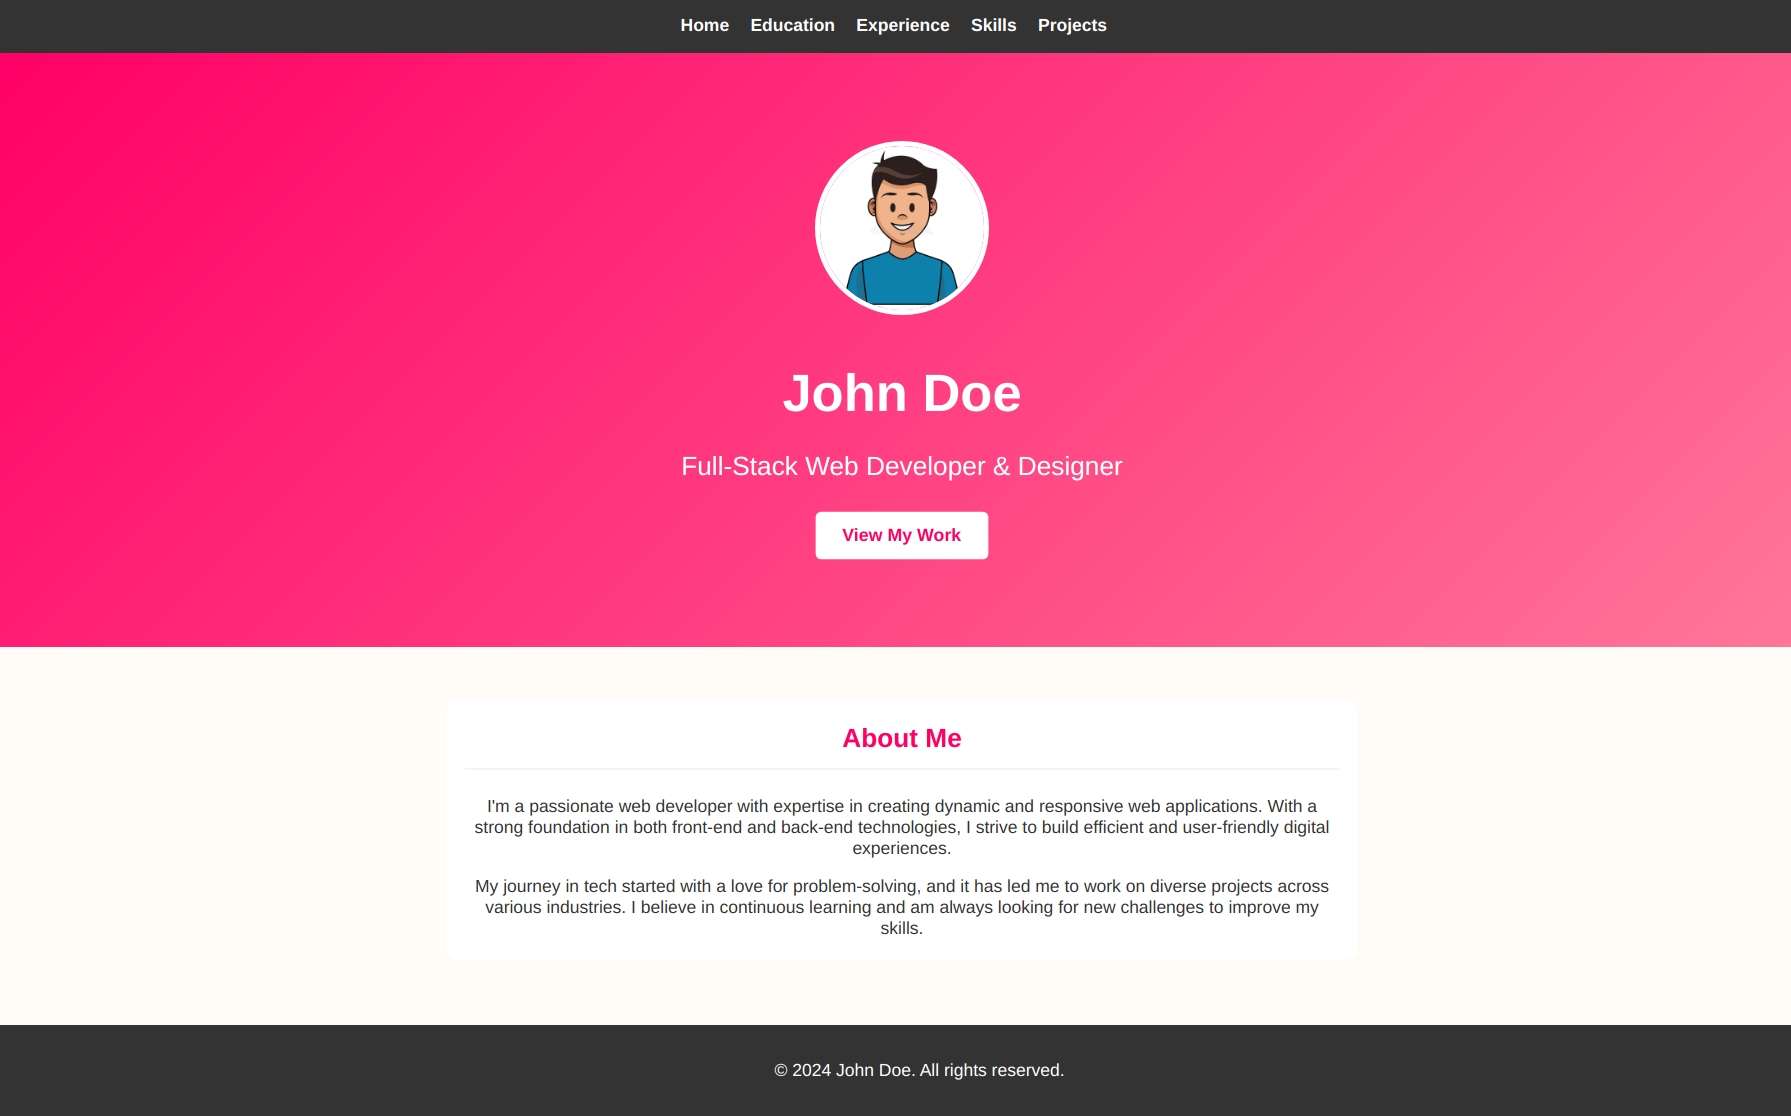 Home Education Experience Skills Projects
John Doe
Full-Stack Web Developer & Designer
View My Work
About Me
I'm a passionate web developer with expertise in creating dynamic and responsive web applications. With a
strong foundation in both front-end and back-end technologies, I strive to build efficient and user-friendly digital
experiences.
My journey in tech started with a love for problem-solving, and it has led me to work on diverse projects across
various industries. I believe in continuous learning and am always looking for new challenges to improve my
skills.
© 2024 John Doe. All rights reserved.